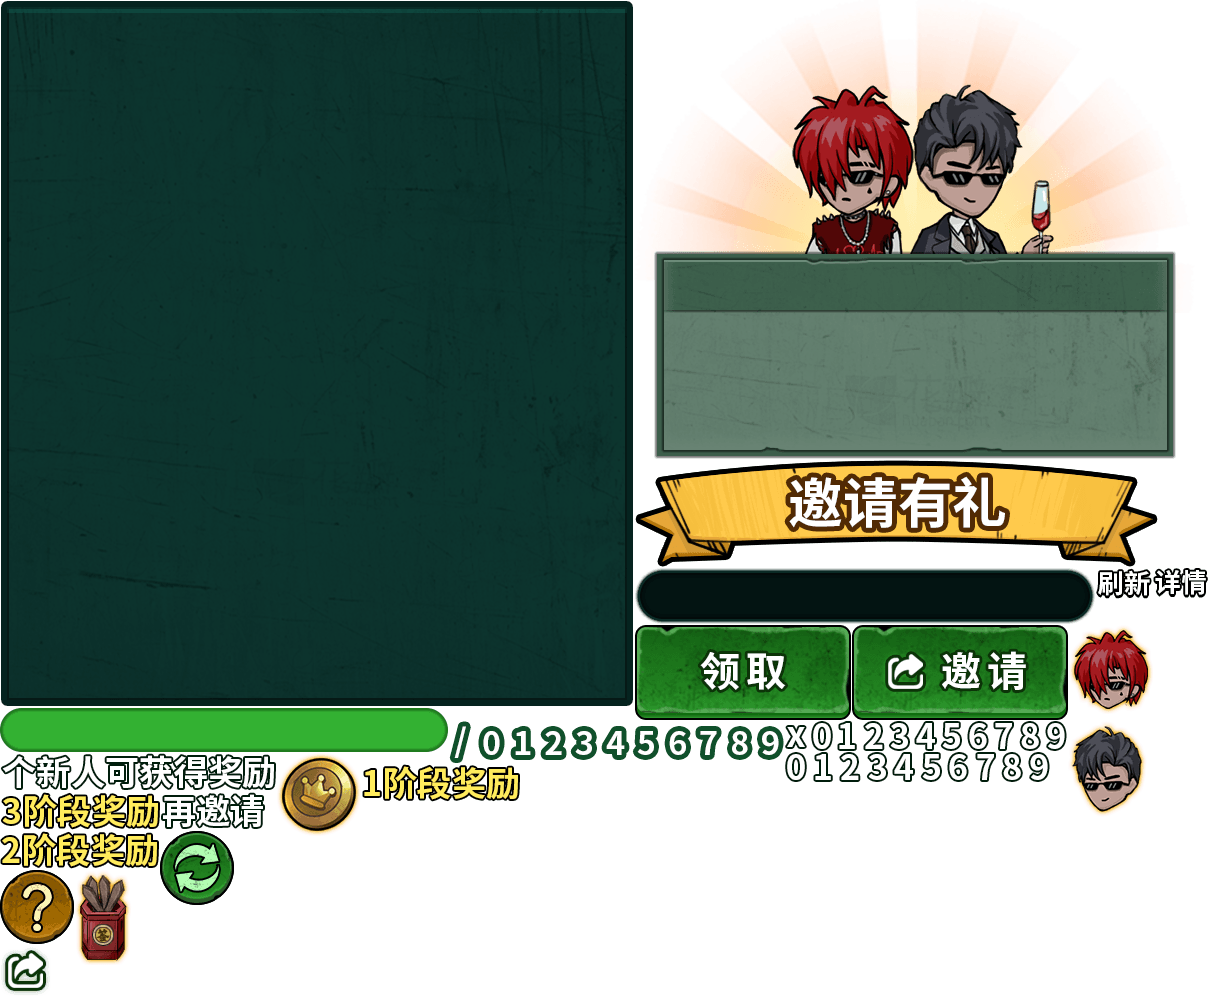 邀请有礼
刷新 详情
领取
邀请
/0123456789
x0123456789
0123456789
个新人可获得奖励
1阶段奖励
3阶段奖励
再邀请
2阶段奖励
?
签